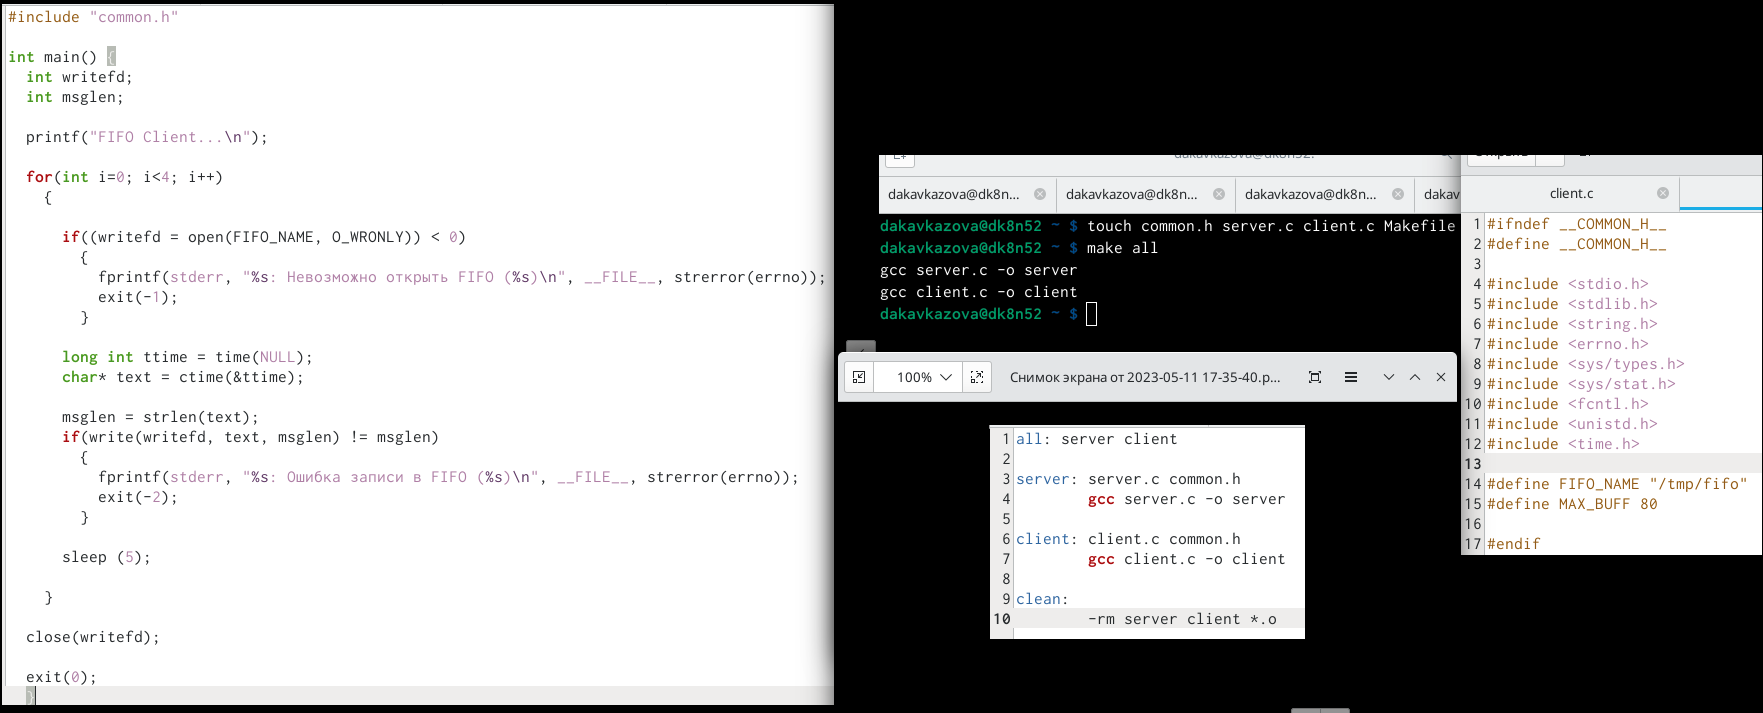 #include "common.h"
int main() {
int writefd;
int msglen;
printf("FIFO Client...\n");
for(int i=0; i<4; i++)
{
if((writefd = open(FIFO_NAME, O_WRONLY)) < 0)
{
fprintf(stderr, "%s: Невозможно открыть FIFO (%s)\n", __FILE__, strerror(errno));
exit(-1);
}
long int ttime = time(NULL);
char* text = ctime(&ttime);
msglen = strlen(text);
if(write(writefd, text, msglen) != msglen)
{
fprintf(stderr, "%s: Ошибка записи в FIFO (%s)\n", __FILE__, strerror(errno));
exit(-2);
}
sleep (5);
}
close(writefd);
exit(0);
}
dakavkazova@dk8n52:
dakavkazova@dk8n... dakavkazova@dk8n... dakavkazova@dk8n... dakav
dakavkazova@dk8n52 ~ $ touch common.h server.c client.c Makefile
dakavkazova@dk8n52 ~ $ make all
gcc server.c -o server
gcc client.c -o client
dakavkazova@dk8n52 ~ $
100% Снимок экрана от 2023-05-11 17-35-40.p...
1 all: server client
2
3 server: server.c common.h
4 gcc server.c -o server
5
6 client: client.c common.h
7 gcc client.c -o client
8
9 clean:
10 -rm server client *.o
client.c
1 #ifndef __COMMON_H__
2 #define __COMMON_H__
3
4 #include <stdio.h>
5 #include <stdlib.h>
6 #include <string.h>
7 #include <errno.h>
8 #include <sys/types.h>
9 #include <sys/stat.h>
10 #include <fcntl.h>
11 #include <unistd.h>
12 #include <time.h>
13
14 #define FIFO_NAME "/tmp/fifo"
15 #define MAX_BUFF 80
16
17 #endif